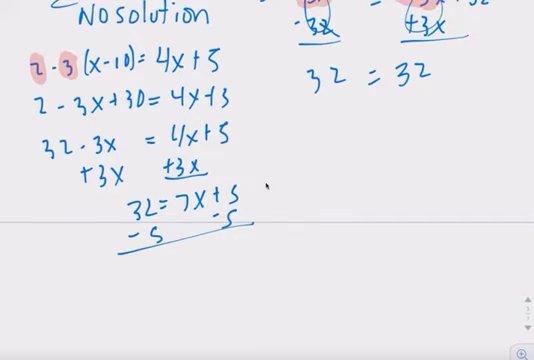 No solution
2 - 3 (x-10) = 4x + 5
2 - 3x + 30 = 4x + 5
32 - 3x = 4x + 5
+3x +3x
32 = 7x + 5
- 5 - 5
- 32 + 3x
32 = 32